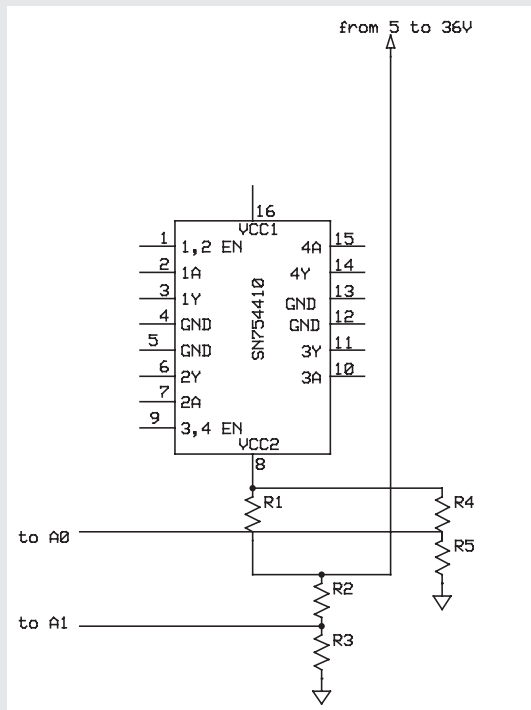 from 5 to 36V
16
VCC1
1
1,2 EN
4A
15
2
1A
4Y
14
3
1Y
GND
13
4
GND
GND
12
5
GND
3Y
11
6
2Y
3A
10
7
2A
9
3,4 EN
SN754410
VCC2
8
R1
R4
to A0
R5
R2
to A1
R3